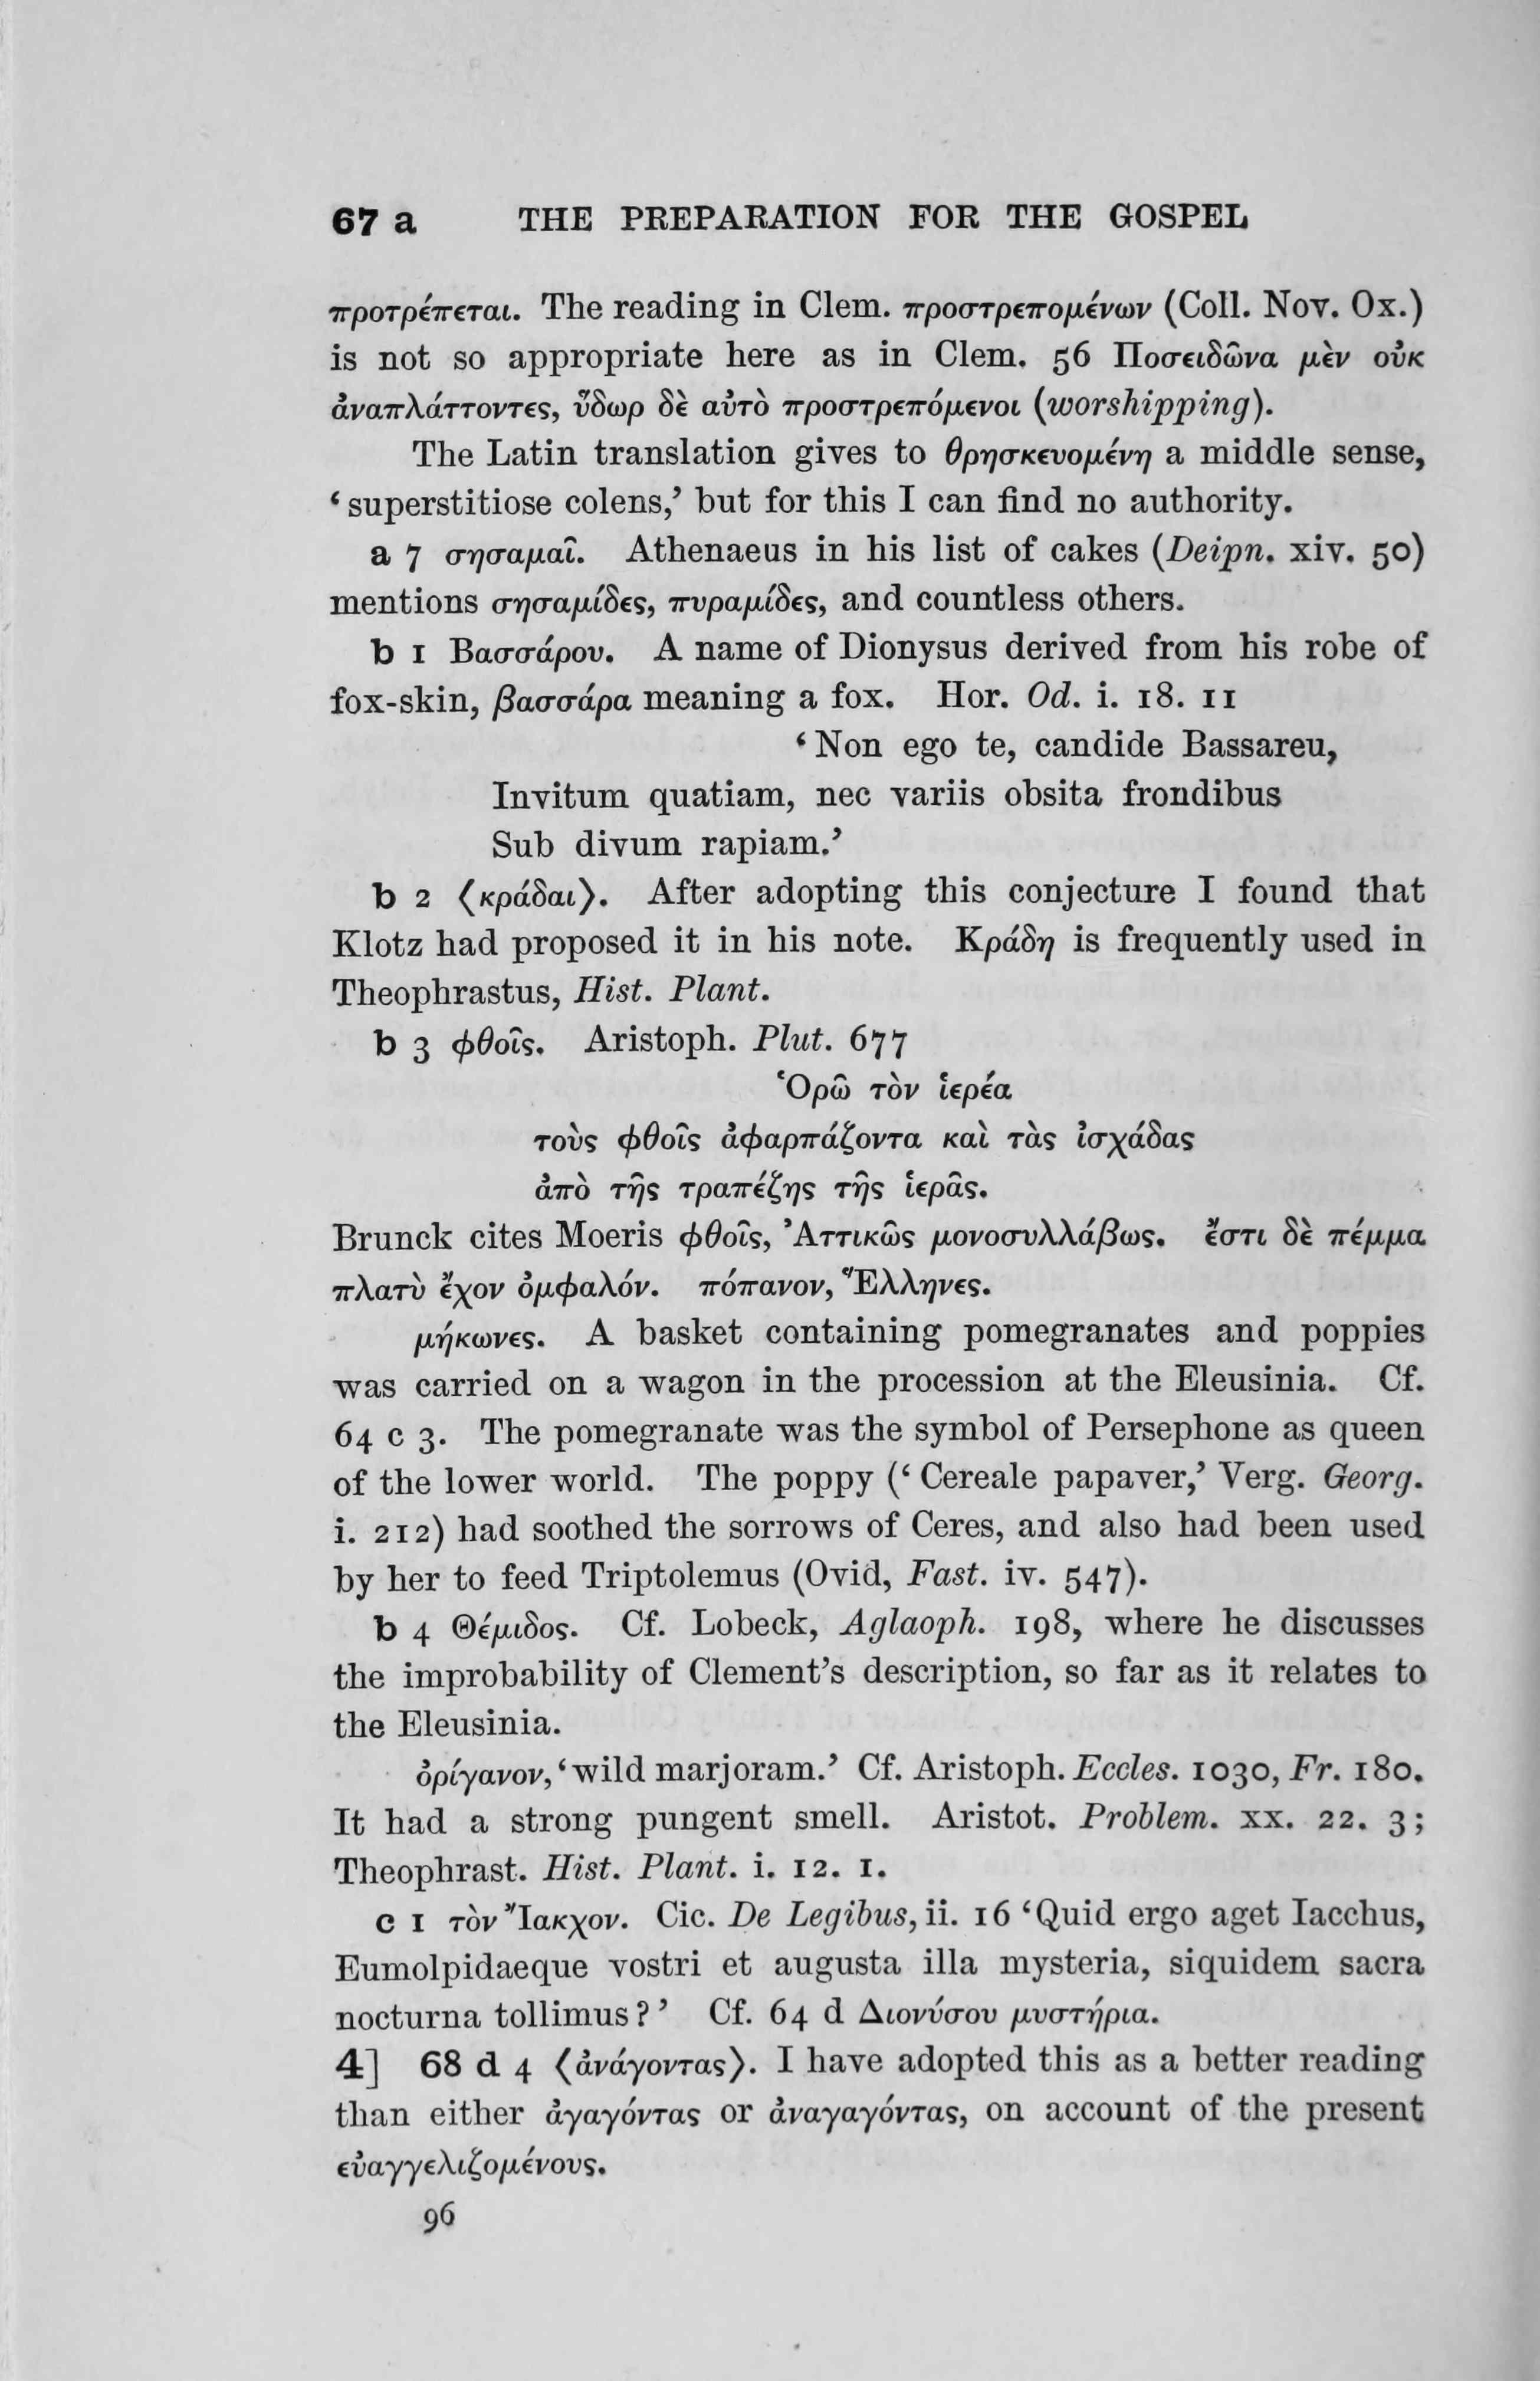 67 a THE PREPARATION FOR THE GOSPEL
προτρέπεται. The reading in Clem. προστρεπομένων (Coll. Nov. Ox.)
is not so appropriate here as in Clem. 56 Ποσειδῶνα μὲν οὐκ
ἀναπλάττοντες, ὕδωρ δὲ αὐτὸ προστρεπόμενοι (worshipping).
The Latin translation gives to θρησκευομένη a middle sense,
‘superstitiose colens,’ but for this I can find no authority.
a 7 σησαμαῖ. Athenaeus in his list of cakes (Deipn. xiv. 50)
mentions σησαμίδες, πυραμίδες, and countless others.
b 1 Βασσάρου. A name of Dionysus derived from his robe of
fox-skin, βασσάρα meaning a fox. Hor. Od. i. 18. 11
‘Non ego te, candide Bassareu,
Invitum quatiam, nec variis obsita frondibus
Sub divum rapiam.’
b 2 ⟨κράδαι⟩. After adopting this conjecture I found that
Klotz had proposed it in his note. Κράδη is frequently used in
Theophrastus, Hist. Plant.
b 3 φθοῖς. Aristoph. Plut. 677
Ὁρῶ τὸν ἱερέα
τοὺς φθοῖς ἀφαρπάζοντα καὶ τὰς ἰσχάδας
ἀπὸ τῆς τραπέζης τῆς ἱερᾶς.
Brunck cites Moeris φθοῖς, Ἀττικῶς μονοσυλλάβως. ἔστι δὲ πέμμα
πλατὺ ἔχον ὀμφαλόν. πόπανον, Ἕλληνες.
μήκωνες. A basket containing pomegranates and poppies
was carried on a wagon in the procession at the Eleusinia. Cf.
64 c 3. The pomegranate was the symbol of Persephone as queen
of the lower world. The poppy (‘Cereale papaver,’ Verg. Georg.
i. 212) had soothed the sorrows of Ceres, and also had been used
by her to feed Triptolemus (Ovid, Fast. iv. 547).
b 4 Θέμιδος. Cf. Lobeck, Aglaoph. 198, where he discusses
the improbability of Clement’s description, so far as it relates to
the Eleusinia.
ὀρίγανον, ‘wild marjoram.’ Cf. Aristoph. Eccles. 1030, Fr. 180.
It had a strong pungent smell. Aristot. Problem. xx. 22. 3;
Theophrast. Hist. Plant. i. 12. 1.
c 1 τὸν Ἴακχον. Cic. De Legibus, ii. 16 ‘Quid ergo aget Iacchus,
Eumolpidaeque vostri et augusta illa mysteria, siquidem sacra
nocturna tollimus?’ Cf. 64 d Διονύσου μυστήρια.
4] 68 d 4 ⟨ἀνάγοντας⟩. I have adopted this as a better reading
than either ἀγαγόντας or ἀναγαγόντας, on account of the present
εὐαγγελιζομένους.
96